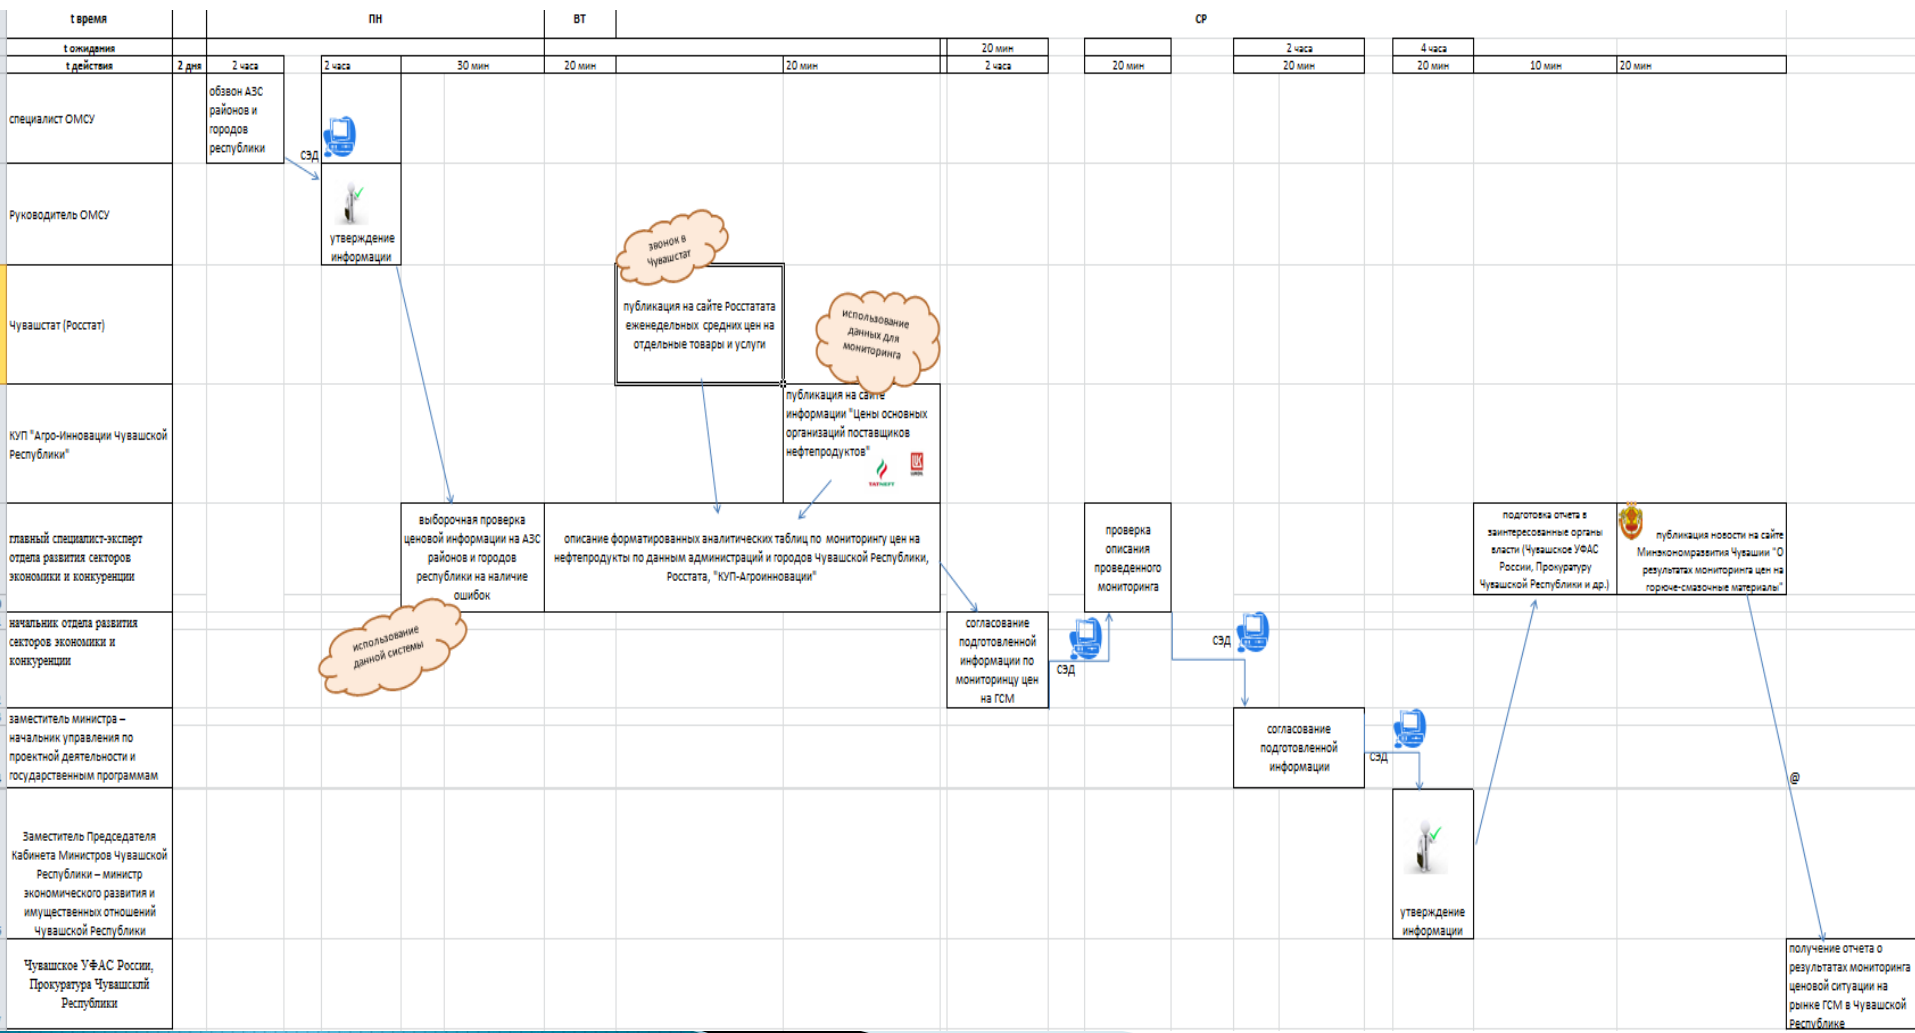 t время
ПН
ВТ
СР
t ожидания
20 мин
2 часа
4 часа
t действия
2 дня
2 часа
2 часа
30 мин
20 мин
20 мин
2 часа
20 мин
20 мин
20 мин
10 мин
20 мин
специалист ОМСУ
обзвон АЗС
районов и
городов
республики
СЭД
Руководитель ОМСУ
утверждение
информации
Чувашстат (Росстат)
звонок в
Чувашстат
публикация на сайте Росстатата
еженедельных средних цен на
отдельные товары и услуги
использование
данных для
мониторинга
КУП "Агро-Инновации Чувашской
Республики"
публикация на сайте
информации "Цены основных
организаций поставщиков
нефтепродуктов"
ТАТНЕФТ
главный специалист-эксперт
отдела развития секторов
экономики и конкуренции
выборочная проверка
ценовой информации на АЗС
районов и городов
республики на наличие
ошибок
описание форматированных аналитических таблиц по мониторингу цен на
нефтепродукты по данным администраций и городов Чувашской Республики,
Росстата, "КУП-Агроинновации"
проверка
описания
проведенного
мониторинга
подготовка отчета в
заинтересованные органы
власти (Чувашское УФАС
России, Прокуратуру
Чувашской Республики и др.)
публикация новости на сайте
Минэкономразвития Чувашии "О
результатах мониторинга цен на
горюче-смазочные материалы"
начальник отдела развития
секторов экономики и
конкуренции
использование
данной системы
согласование
подготовленной
информации по
мониторинцу цен
на ГСМ
СЭД
СЭД
заместитель министра –
начальник управления по
проектной деятельности и
государственным программам
согласование
подготовленной
информации
СЭД
@
Заместитель Председателя
Кабинета Министров Чувашской
Республики – министр
экономического развития и
имущественных отношений
Чувашской Республики
утверждение
информации
Чувашское УФАС России,
Прокуратура Чувашсклй
Республики
получение отчета о
результатах мониторинга
ценовой ситуации на
рынке ГСМ в Чувашской
Республике